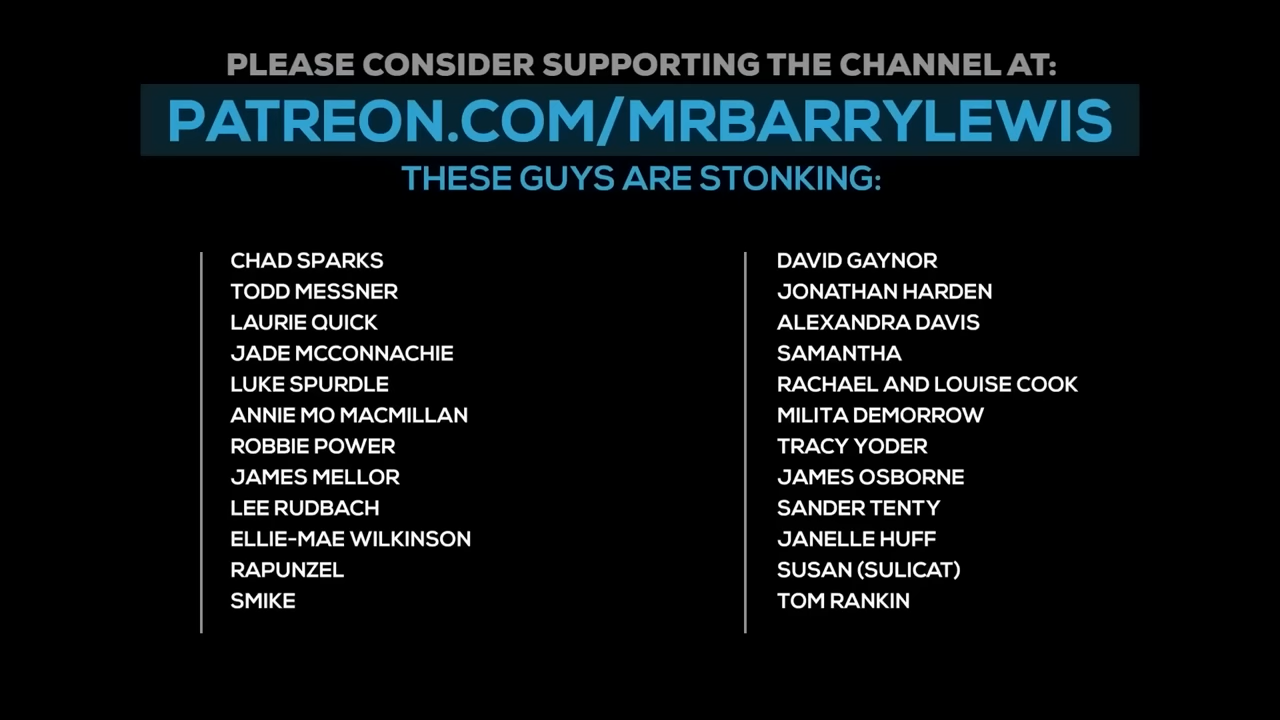 PLEASE CONSIDER SUPPORTING THE CHANNEL AT:
PATREON.COM/MRBARRYLEWIS
THESE GUYS ARE STONKING:
CHAD SPARKS
TODD MESSNER
LAURIE QUICK
JADE MCCONNACHIE
LUKE SPURDLE
ANNIE MO MACMILLAN
ROBBIE POWER
JAMES MELLOR
LEE RUDBACH
ELLIE-MAE WILKINSON
RAPUNZEL
SMIKE
DAVID GAYNOR
JONATHAN HARDEN
ALEXANDRA DAVIS
SAMANTHA
RACHAEL AND LOUISE COOK
MILITA DEMORROW
TRACY YODER
JAMES OSBORNE
SANDER TENTY
JANELLE HUFF
SUSAN (SULICAT)
TOM RANKIN